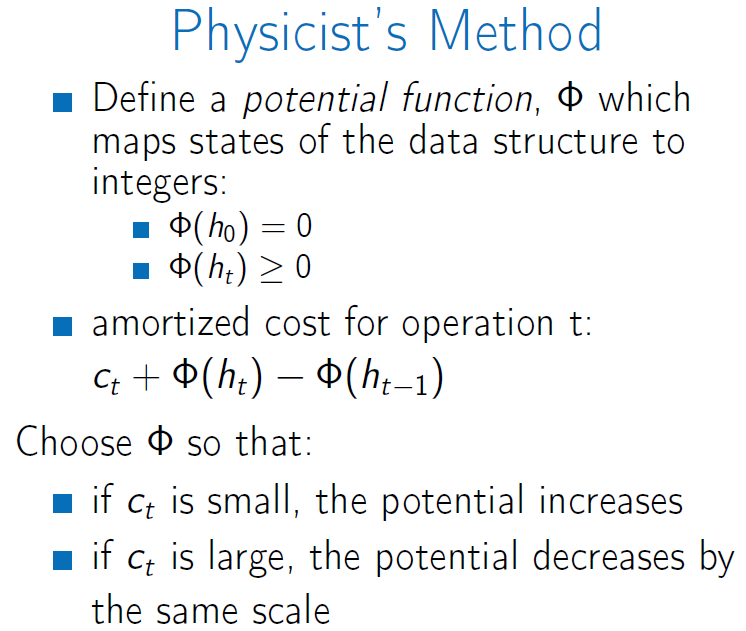 Physicist's Method
■ Define a potential function, Φ which
maps states of the data structure to
integers:
■ Φ(h₀) = 0
■ Φ(hₜ) ≥ 0
■ amortized cost for operation t:
cₜ + Φ(hₜ) − Φ(hₜ₋₁)
Choose Φ so that:
■ if cₜ is small, the potential increases
■ if cₜ is large, the potential decreases by
the same scale